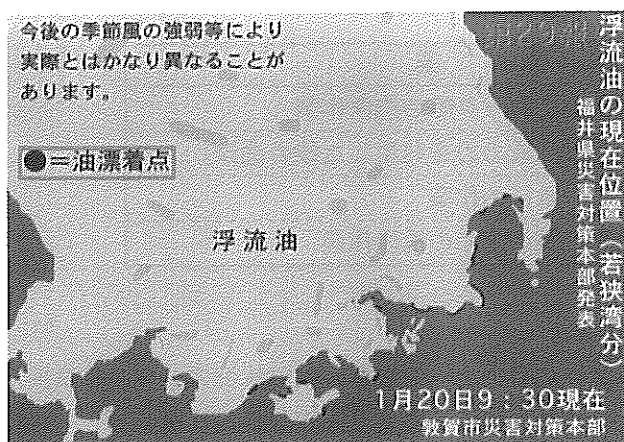 浮流油の現在位置(若狭湾分)
福井県災害対策本部発表
今後の季節風の強弱等により
実際とはかなり異なることが
あります。
●=油漂着点
浮流油
1月20日9:30現在
敦賀市災害対策本部